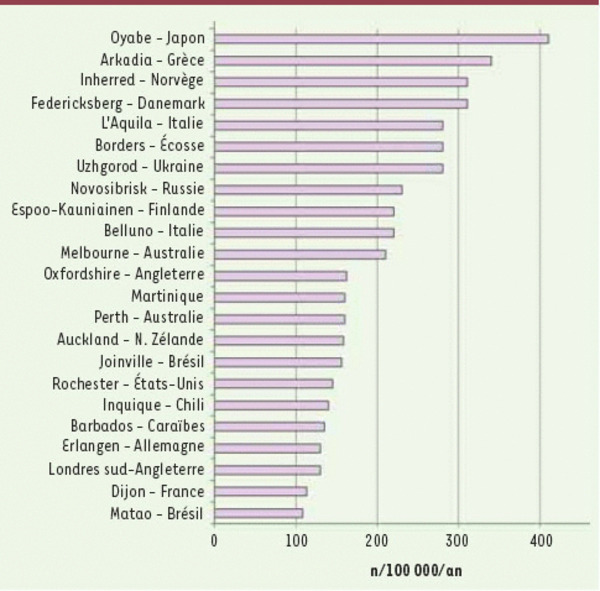 Oyabe - Japon
Arkadia - Grèce
Inherred - Norvège
Federicksberg - Danemark
L'Aquila - Italie
Borders - Écosse
Uzhgorod - Ukraine
Novosibrisk - Russie
Espoo-Kauniainen - Finlande
Belluno - Italie
Melbourne - Australie
Oxfordshire - Angleterre
Martinique
Perth - Australie
Auckland - N. Zélande
Joinville - Brésil
Rochester - États-Unis
Inquique - Chili
Barbados - Caraïbes
Erlangen - Allemagne
Londres sud-Angleterre
Dijon - France
Matao - Brésil
0 100 200 300 400
n/100 000/an